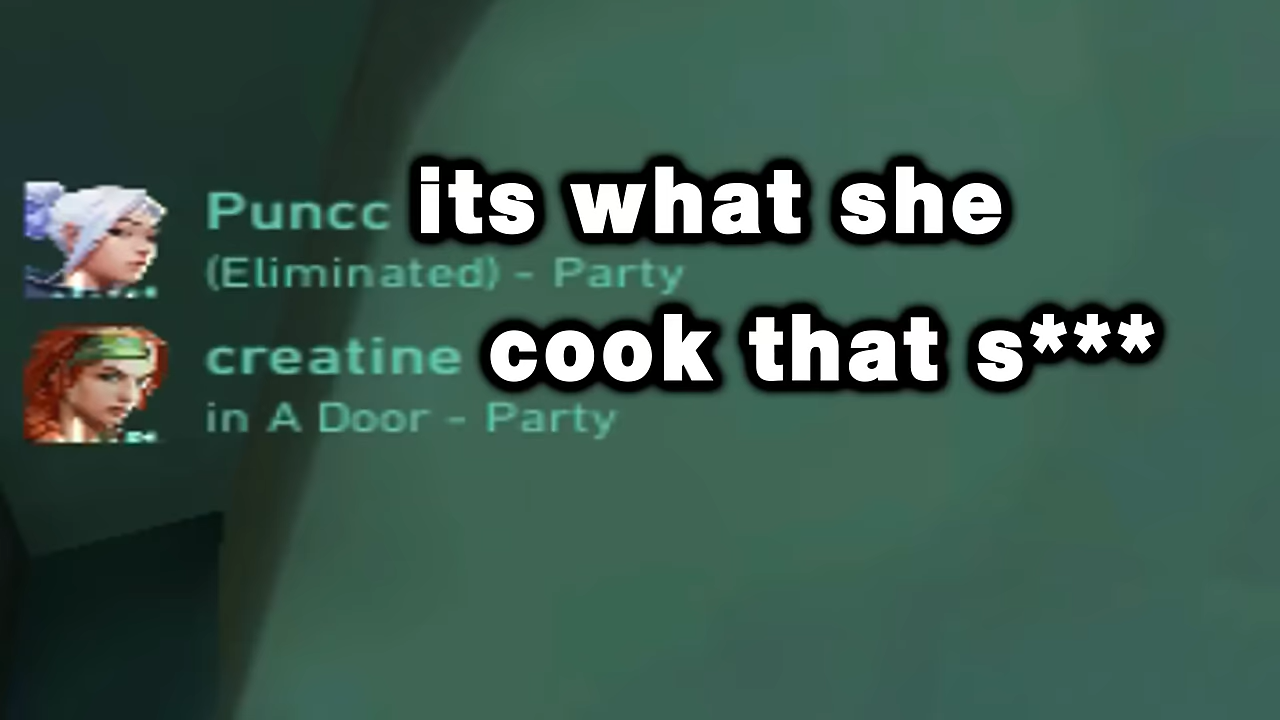 Puncc its what she
(Eliminated) - Party
creatine cook that s***
in A Door - Party